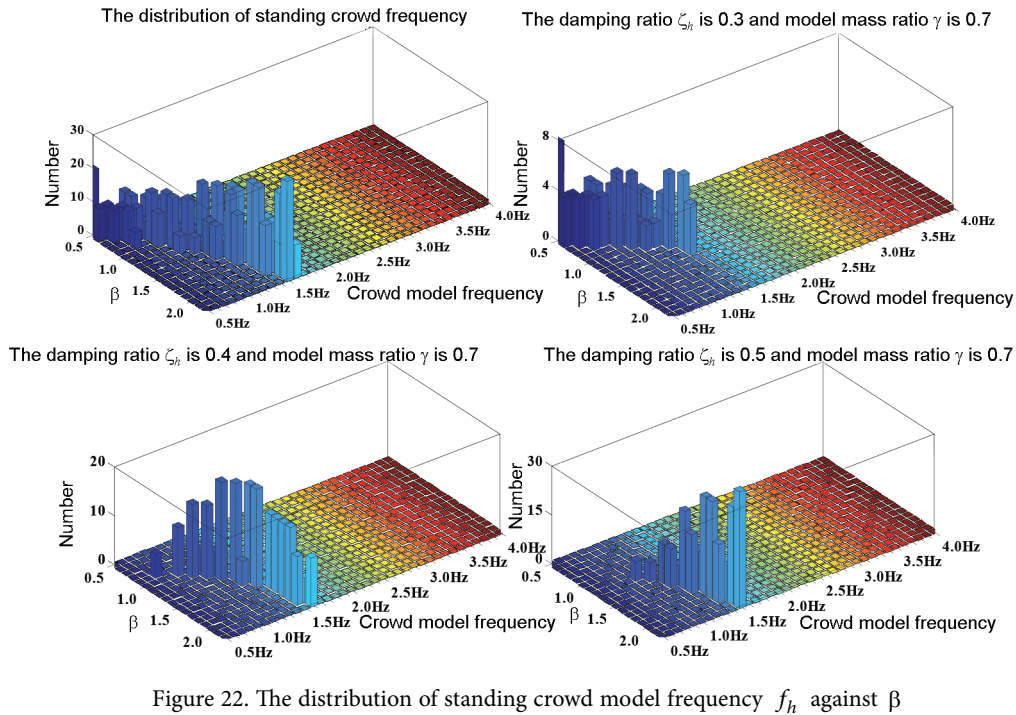 The distribution of standing crowd frequency
30
20
10
0
Number
0.5
1.0
1.5
2.0
β
0.5Hz
1.0Hz
1.5Hz
2.0Hz
2.5Hz
3.0Hz
3.5Hz
4.0Hz
Crowd model frequency
The damping ratio ζh is 0.3 and model mass ratio γ is 0.7
8
4
0
Number
0.5
1.0
1.5
2.0
β
0.5Hz
1.0Hz
1.5Hz
2.0Hz
2.5Hz
3.0Hz
3.5Hz
4.0Hz
Crowd model frequency
The damping ratio ζh is 0.4 and model mass ratio γ is 0.7
20
10
0
Number
0.5
1.0
1.5
2.0
β
0.5Hz
1.0Hz
1.5Hz
2.0Hz
2.5Hz
3.0Hz
3.5Hz
4.0Hz
Crowd model frequency
The damping ratio ζh is 0.5 and model mass ratio γ is 0.7
30
15
0
Number
0.5
1.0
1.5
2.0
β
0.5Hz
1.0Hz
1.5Hz
2.0Hz
2.5Hz
3.0Hz
3.5Hz
4.0Hz
Crowd model frequency
Figure 22. The distribution of standing crowd model frequency fh against β